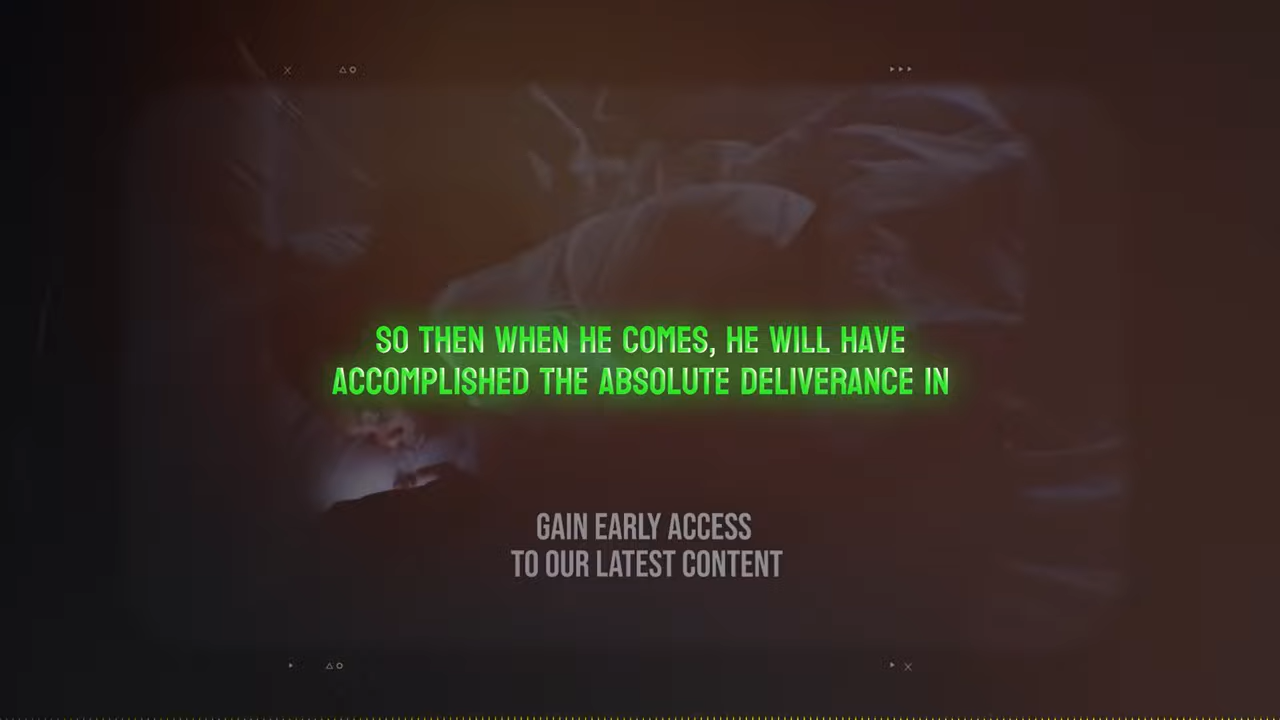 SO THEN WHEN HE COMES, HE WILL HAVE
ACCOMPLISHED THE ABSOLUTE DELIVERANCE IN
GAIN EARLY ACCESS
TO OUR LATEST CONTENT